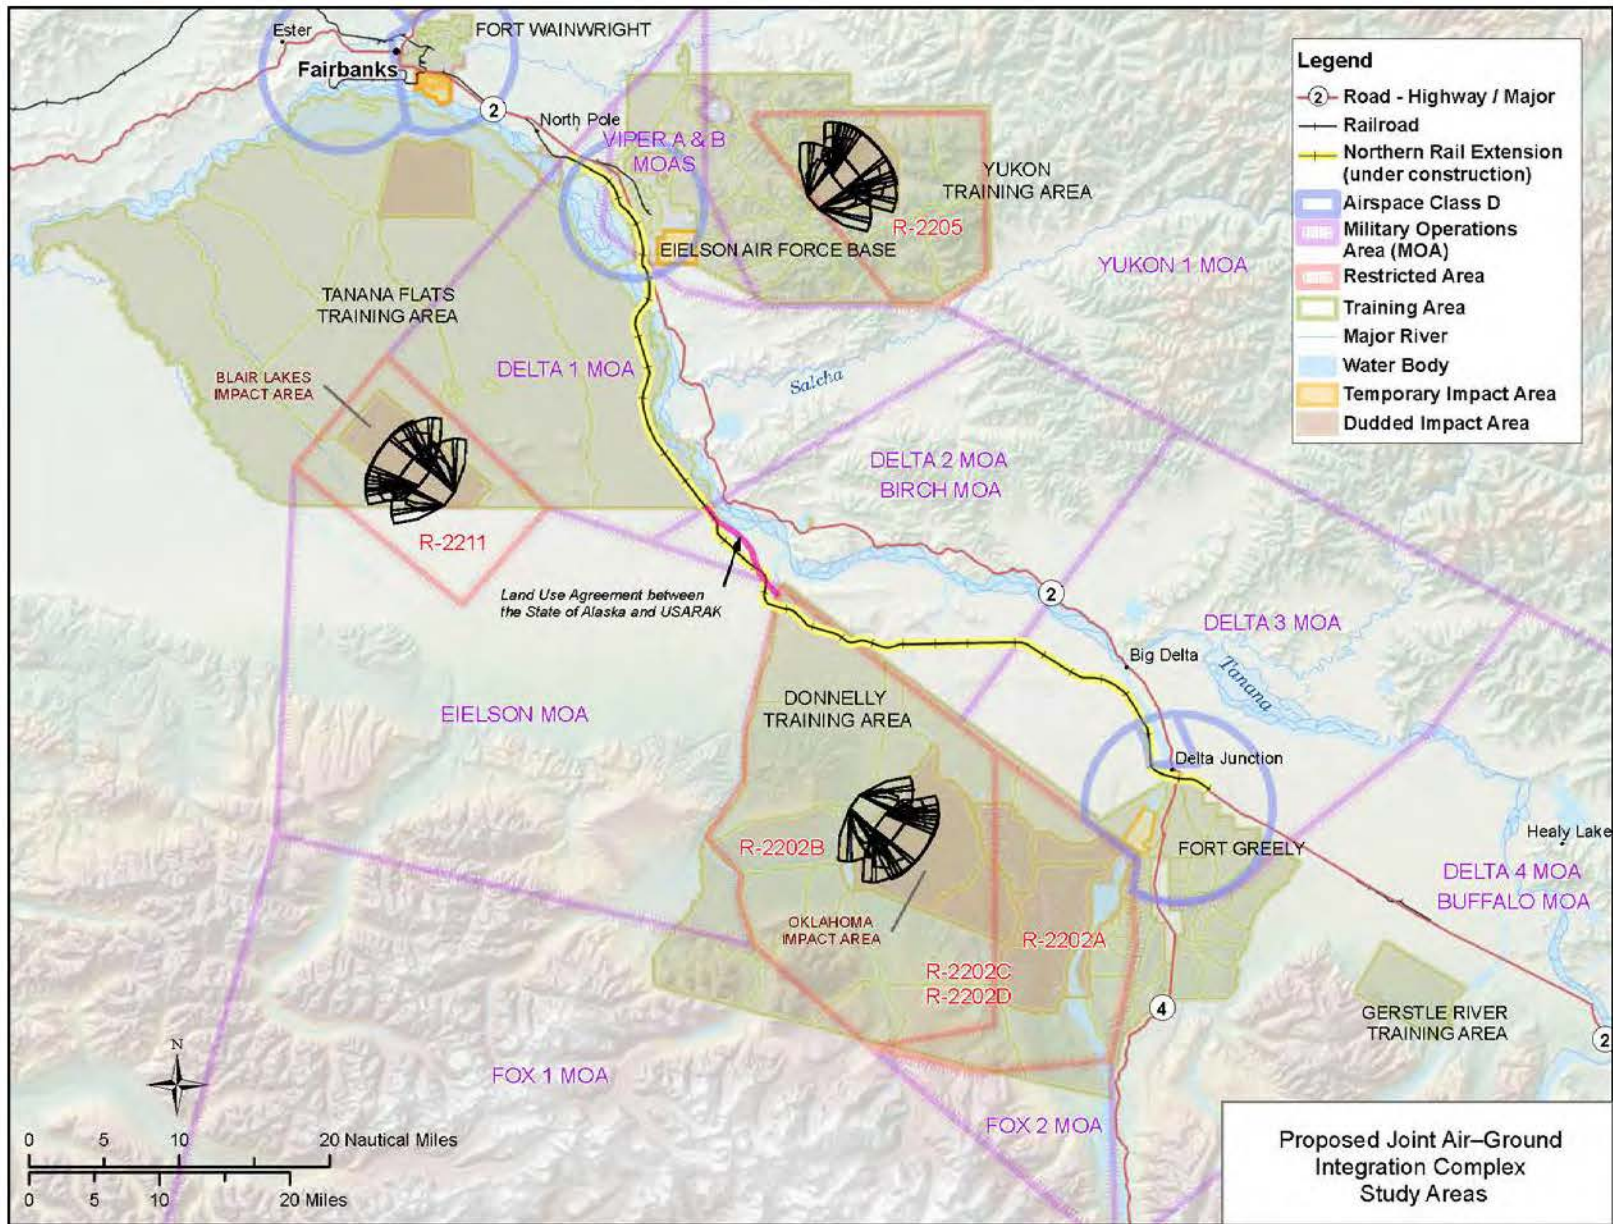 Ester
FORT WAINWRIGHT
Fairbanks
2
North Pole
VIPER A & B
MOAS
YUKON
TRAINING AREA
R-2205
EIELSON AIR FORCE BASE
YUKON 1 MOA
TANANA FLATS
TRAINING AREA
DELTA 1 MOA
BLAIR LAKES
IMPACT AREA
Salcha
DELTA 2 MOA
BIRCH MOA
R-2211
Land Use Agreement between
the State of Alaska and USARAK
2
DELTA 3 MOA
Big Delta
Tanana
EIELSON MOA
DONNELLY
TRAINING AREA
Delta Junction
R-2202B
FORT GREELY
Healy Lake
DELTA 4 MOA
BUFFALO MOA
OKLAHOMA
IMPACT AREA
R-2202A
R-2202C
R-2202D
4
GERSTLE RIVER
TRAINING AREA
2
FOX 1 MOA
FOX 2 MOA
N
0 5 10 20 Nautical Miles
0 5 10 20 Miles
Legend
2 Road - Highway / Major
Railroad
Northern Rail Extension
(under construction)
Airspace Class D
Military Operations
Area (MOA)
Restricted Area
Training Area
Major River
Water Body
Temporary Impact Area
Dudded Impact Area
Proposed Joint Air–Ground
Integration Complex
Study Areas